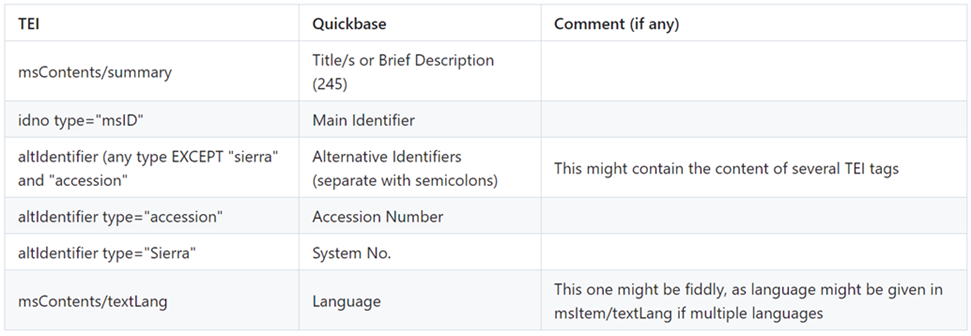 TEI Quickbase Comment (if any)
msContents/summary
Title/s or Brief Description
(245)
idno type="msID" Main Identifier
altIdentifier (any type EXCEPT "sierra"
and "accession"
Alternative Identifiers
(separate with semicolons)
This might contain the content of several TEI tags
altIdentifier type="accession" Accession Number
altIdentifier type="Sierra" System No.
msContents/textLang Language
This one might be fiddly, as language might be given in
msItem/textLang if multiple languages